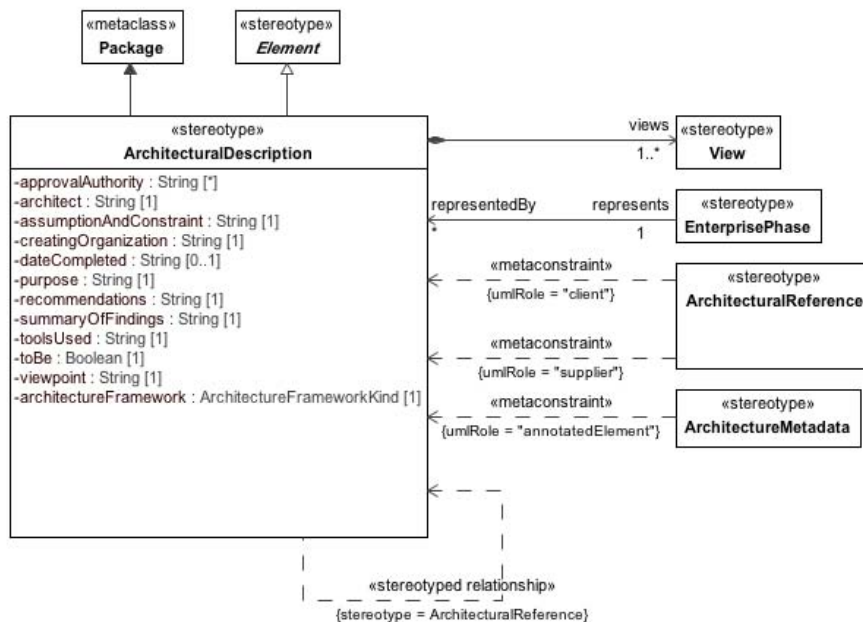 «metaclass»
Package
«stereotype»
Element
«stereotype»
ArchitecturalDescription
-approvalAuthority : String [*]
-architect : String [1]
-assumptionAndConstraint : String [1]
-creatingOrganization : String [1]
-dateCompleted : String [0..1]
-purpose : String [1]
-recommendations : String [1]
-summaryOfFindings : String [1]
-toolsUsed : String [1]
-toBe : Boolean [1]
-viewpoint : String [1]
-architectureFramework : ArchitectureFrameworkKind [1]
views
1..*
«stereotype»
View
representedBy
*
represents
1
«stereotype»
EnterprisePhase
«metaconstraint»
{umlRole = "client"}
«stereotype»
ArchitecturalReference
«metaconstraint»
{umlRole = "supplier"}
«metaconstraint»
{umlRole = "annotatedElement"}
«stereotype»
ArchitectureMetadata
«stereotyped relationship»
{stereotype = ArchitecturalReference}